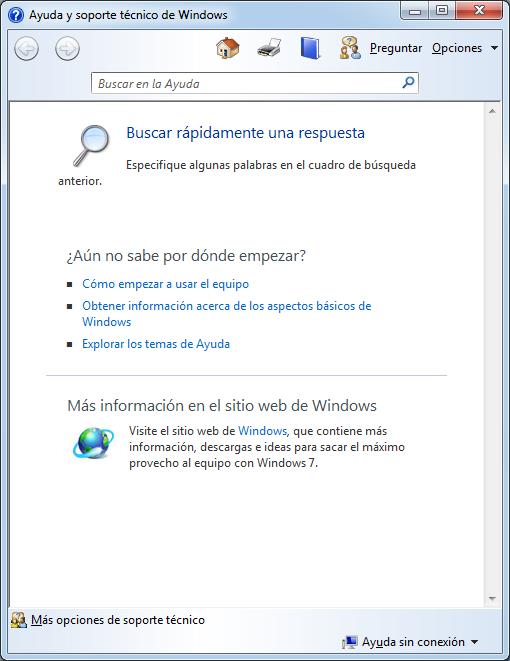 Ayuda y soporte técnico de Windows
Preguntar Opciones
Buscar en la Ayuda
Buscar rápidamente una respuesta
Especifique algunas palabras en el cuadro de búsqueda
anterior.
¿Aún no sabe por dónde empezar?
Cómo empezar a usar el equipo
Obtener información acerca de los aspectos básicos de
Windows
Explorar los temas de Ayuda
Más información en el sitio web de Windows
Visite el sitio web de Windows, que contiene más
información, descargas e ideas para sacar el máximo
provecho al equipo con Windows 7.
Más opciones de soporte técnico
Ayuda sin conexión